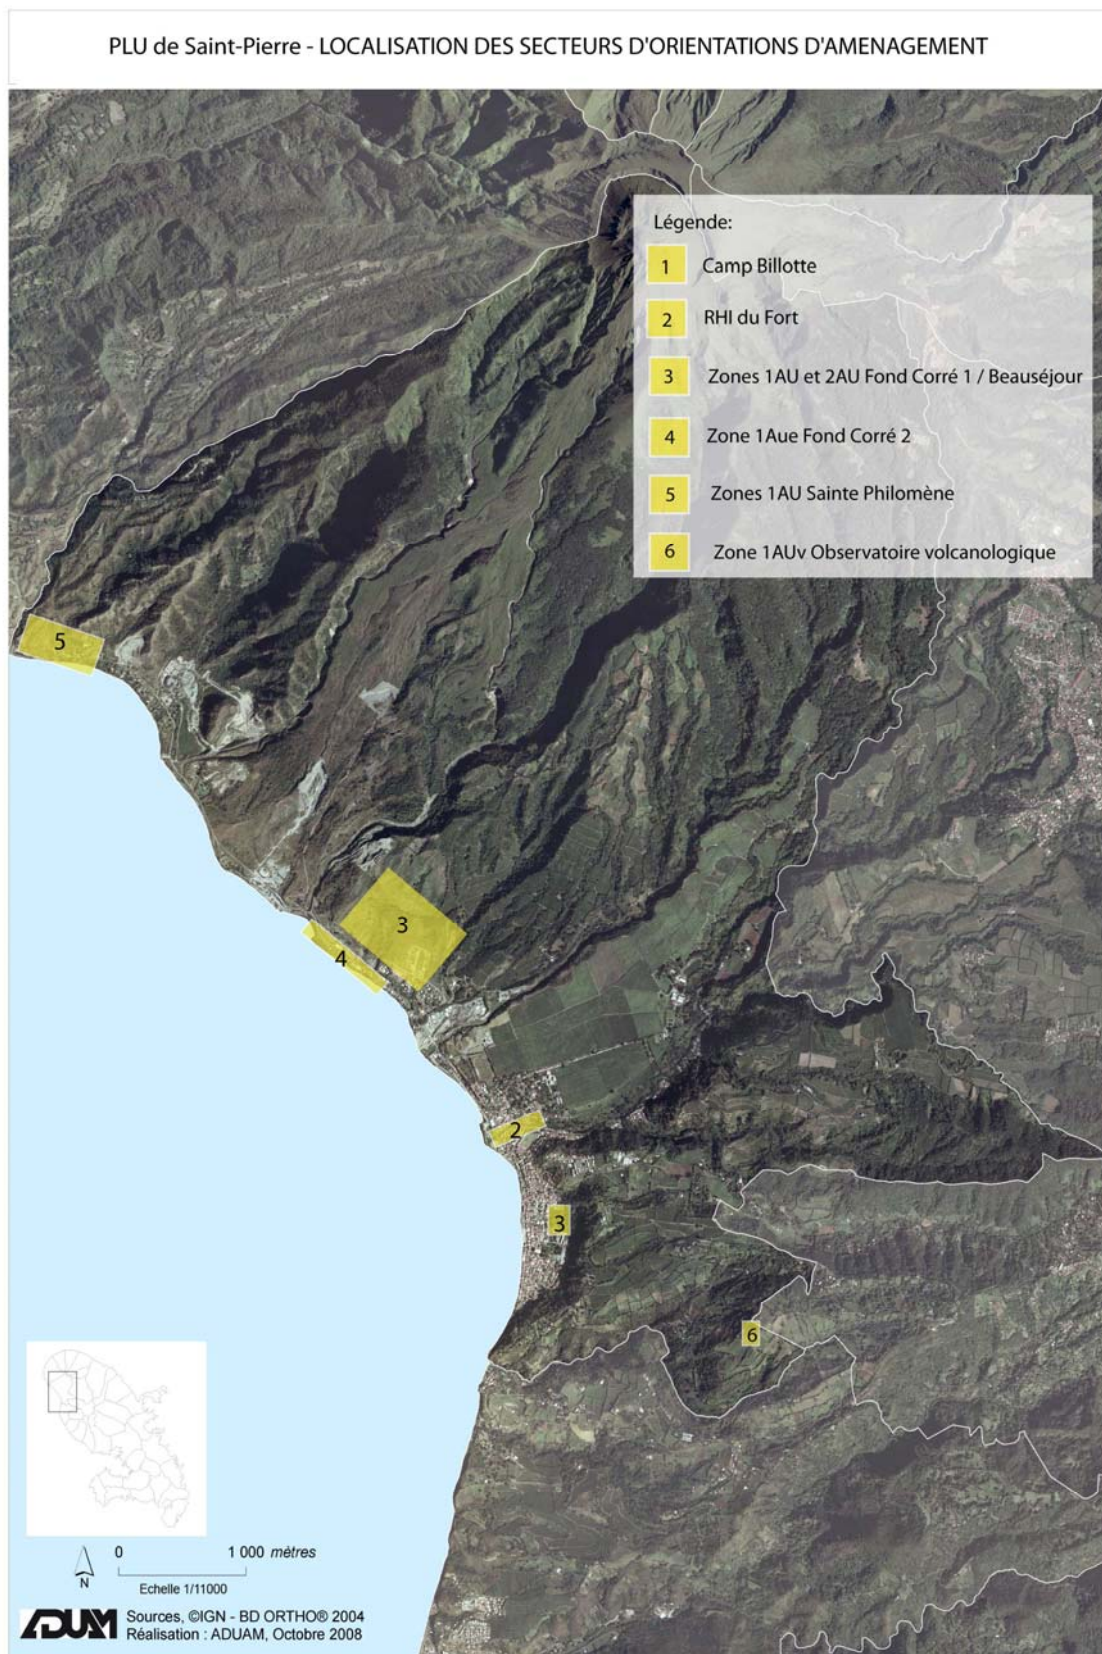 PLU de Saint-Pierre - LOCALISATION DES SECTEURS D'ORIENTATIONS D'AMENAGEMENT
Légende:
1 Camp Billotte
2 RHI du Fort
3 Zones 1AU et 2AU Fond Corré 1 / Beauséjour
4 Zone 1Aue Fond Corré 2
5 Zones 1AU Sainte Philomène
6 Zone 1AUv Observatoire volcanologique
5
3
4
2
3
6
0 1 000 mètres
N
Echelle 1/11000
ADUAM
Sources, ©IGN - BD ORTHO® 2004
Réalisation : ADUAM, Octobre 2008